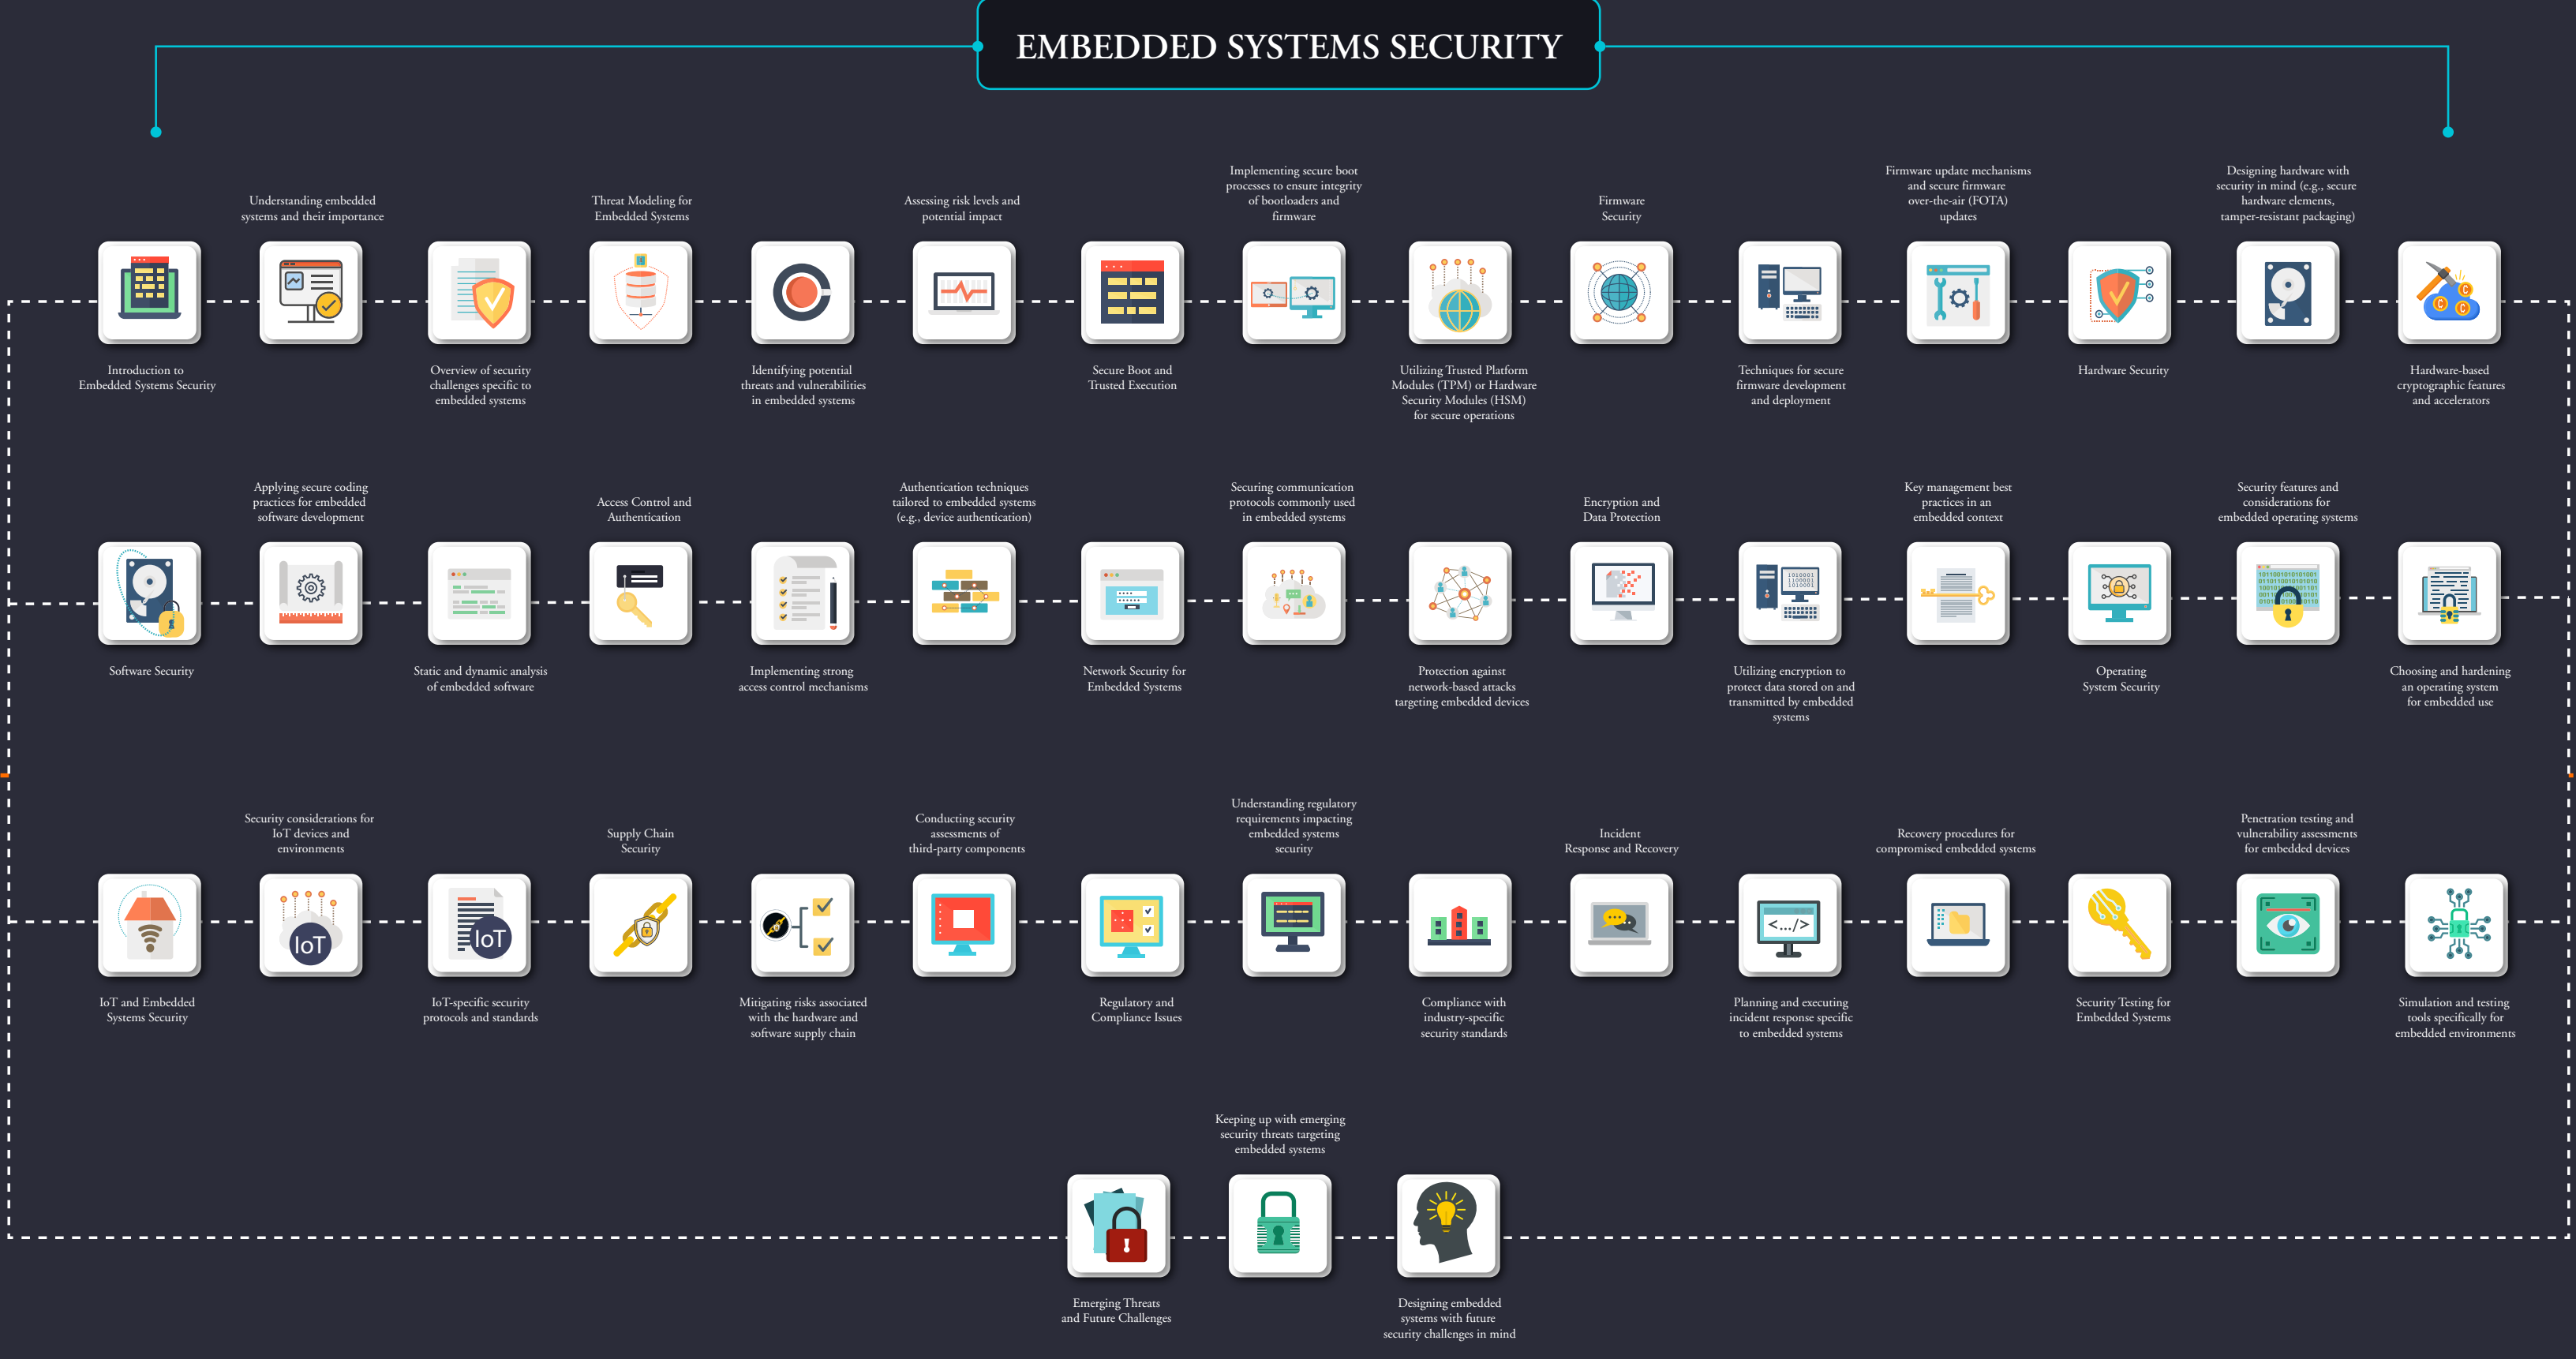 EMBEDDED SYSTEMS SECURITY
Introduction to
Embedded Systems Security
Understanding embedded
systems and their importance
Overview of security
challenges specific to
embedded systems
Threat Modeling for
Embedded Systems
Identifying potential
threats and vulnerabilities
in embedded systems
Assessing risk levels and
potential impact
Secure Boot and
Trusted Execution
Implementing secure boot
processes to ensure integrity
of bootloaders and
firmware
Utilizing Trusted Platform
Modules (TPM) or Hardware
Security Modules (HSM)
for secure operations
Firmware
Security
Techniques for secure
firmware development
and deployment
Firmware update mechanisms
and secure firmware
over-the-air (FOTA)
updates
Hardware Security
Designing hardware with
security in mind (e.g., secure
hardware elements,
tamper-resistant packaging)
Hardware-based
cryptographic features
and accelerators
Software Security
Applying secure coding
practices for embedded
software development
Static and dynamic analysis
of embedded software
Access Control and
Authentication
Implementing strong
access control mechanisms
Authentication techniques
tailored to embedded systems
(e.g., device authentication)
Network Security for
Embedded Systems
Securing communication
protocols commonly used
in embedded systems
Protection against
network-based attacks
targeting embedded devices
Encryption and
Data Protection
1010001
1100001
1010001
Utilizing encryption to
protect data stored on and
transmitted by embedded
systems
Key management best
practices in an
embedded context
Operating
System Security
Security features and
considerations for
embedded operating systems
Choosing and hardening
an operating system
for embedded use
IoT and Embedded
Systems Security
Security considerations for
IoT devices and
environments
IoT
IoT
IoT-specific security
protocols and standards
Supply Chain
Security
Mitigating risks associated
with the hardware and
software supply chain
Conducting security
assessments of
third-party components
Regulatory and
Compliance Issues
Understanding regulatory
requirements impacting
embedded systems
security
Compliance with
industry-specific
security standards
Incident
Response and Recovery
<.../>
Planning and executing
incident response specific
to embedded systems
Recovery procedures for
compromised embedded systems
Security Testing for
Embedded Systems
Penetration testing and
vulnerability assessments
for embedded devices
Simulation and testing
tools specifically for
embedded environments
Emerging Threats
and Future Challenges
Keeping up with emerging
security threats targeting
embedded systems
Designing embedded
systems with future
security challenges in mind